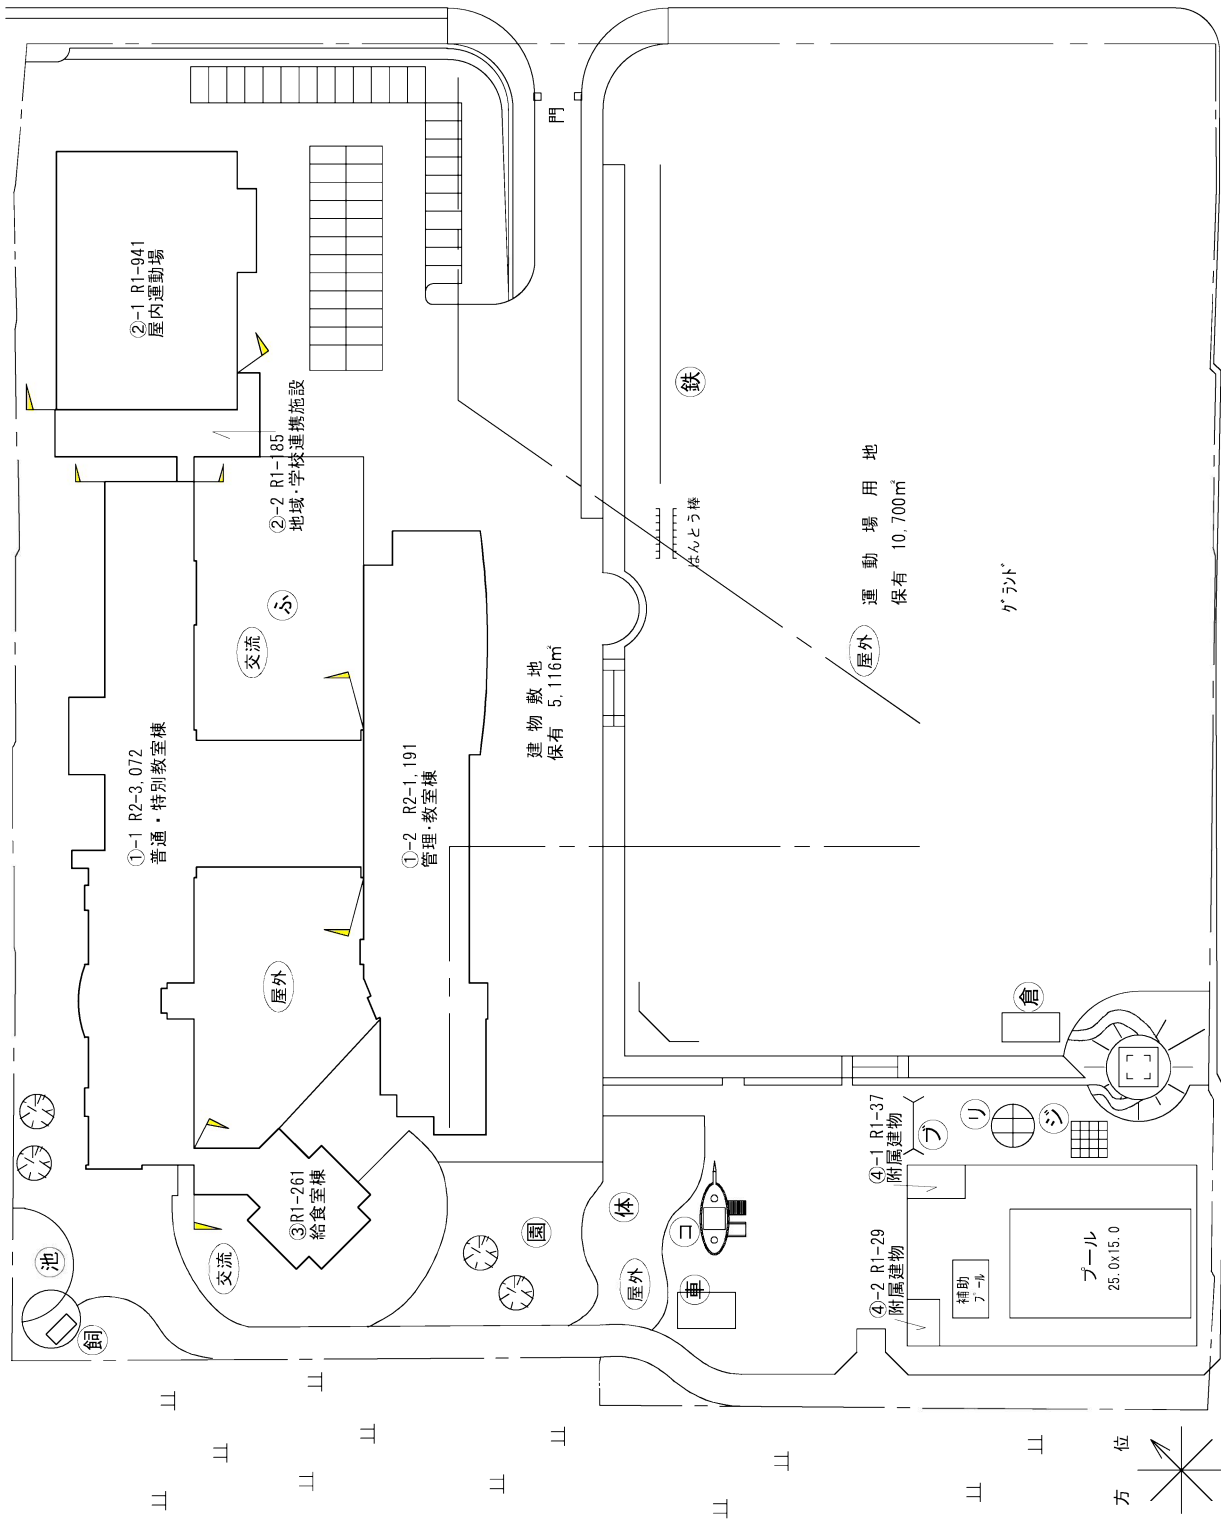 門
②-1 R1-941
屋内運動場
②-2 R1-185
地域・学校連携施設
鉄
はんとう棒
運動場用地
保有 10,700㎡
屋外
グランド
ふ
交流
①-1 R2-3,072
普通・特別教室棟
建物敷地
保有 5,116㎡
①-2 R2-1,191
管理・教室棟
屋外
倉
③R1-261
給食室棟
交流
池
飼
園
体
屋外
コ
車
④-1 R1-37
附属建物
ブ
リ
ジ
④-2 R1-29
附属建物
補助
プール
プール
25.0x15.0
方位